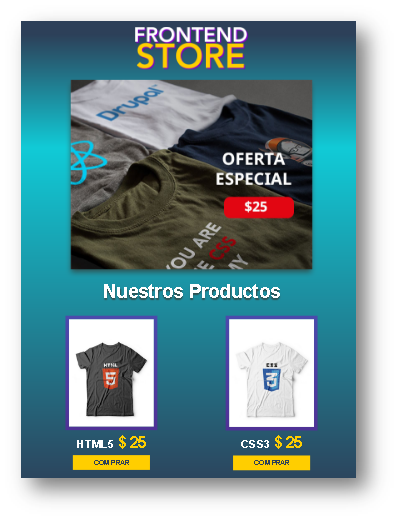 FRONTEND
STORE
Drupal
OFERTA
ESPECIAL
$25
YOU ARE
THE CSS
MY
Nuestros Productos
HTML
5
CSS
3
HTML5 $ 25
CSS3 $ 25
COMPRAR
COMPRAR